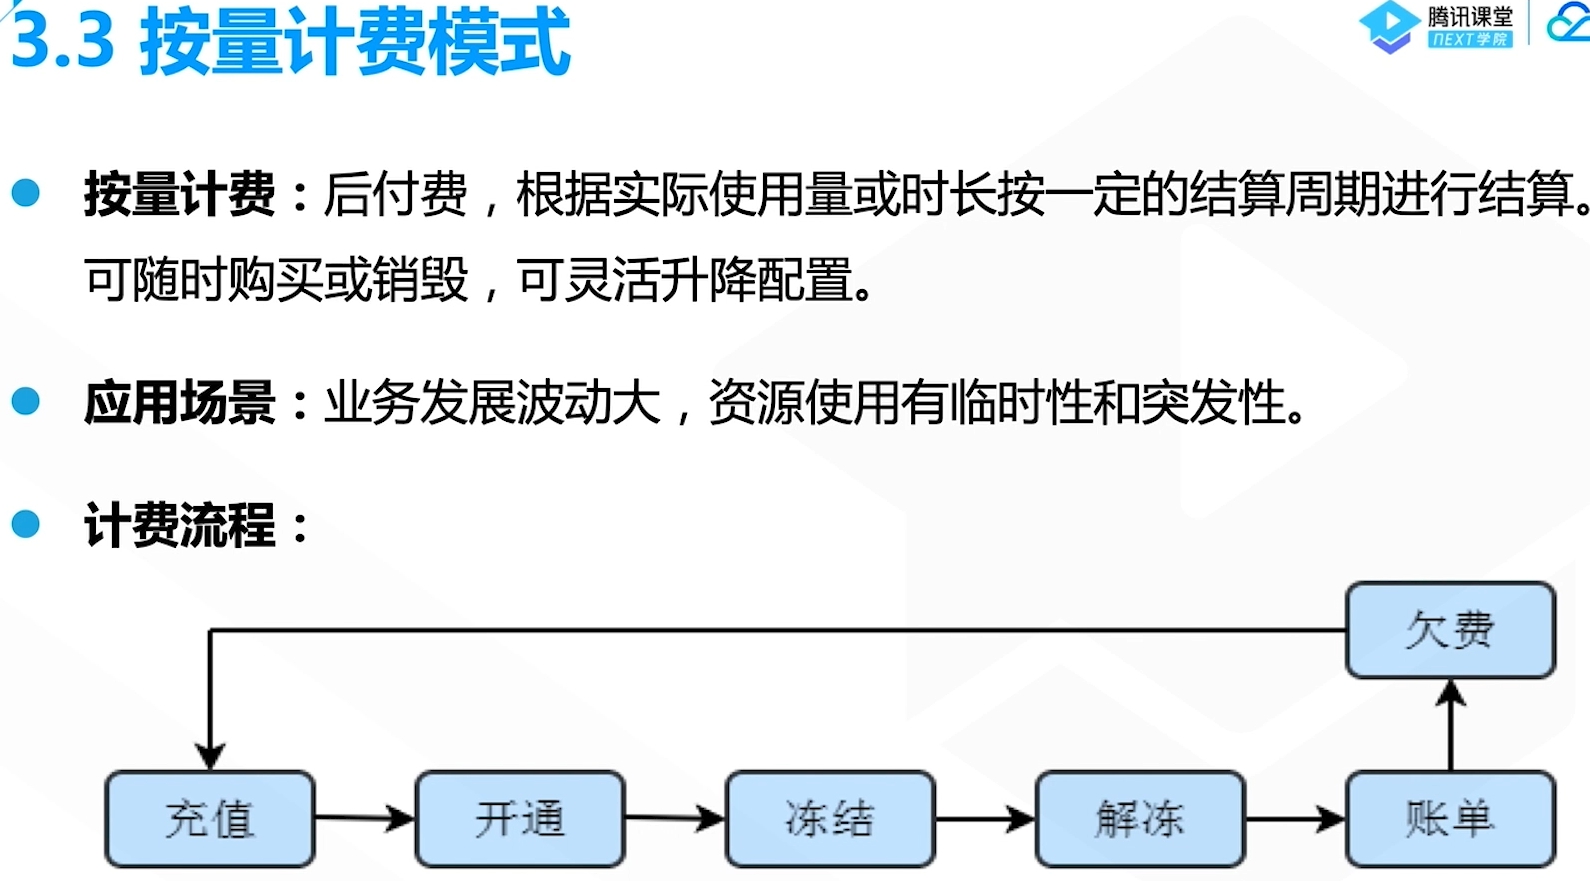 3.3 按量计费模式
腾讯课堂
NEXT学院
按量计费：后付费，根据实际使用量或时长按一定的结算周期进行结算。
可随时购买或销毁，可灵活升降配置。
应用场景：业务发展波动大，资源使用有临时性和突发性。
计费流程：
欠费
充值
开通
冻结
解冻
账单